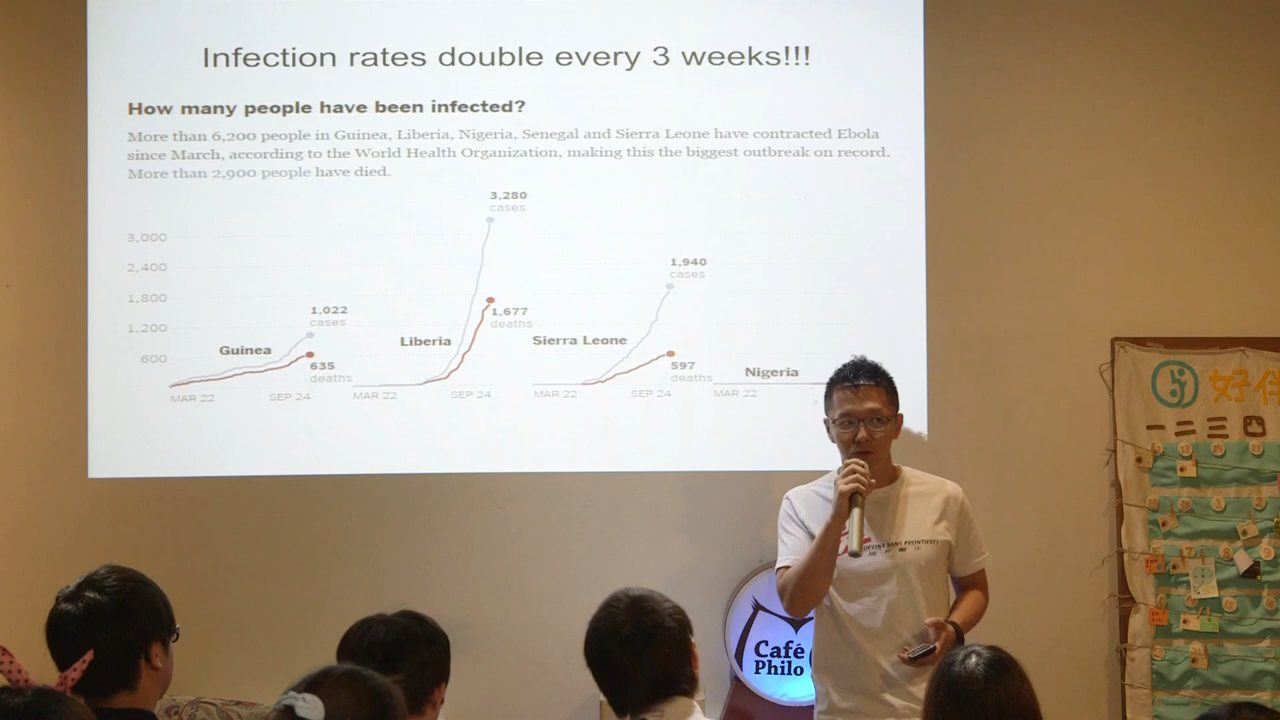 Infection rates double every 3 weeks!!!
How many people have been infected?
More than 6,200 people in Guinea, Liberia, Nigeria, Senegal and Sierra Leone have contracted Ebola
since March, according to the World Health Organization, making this the biggest outbreak on record.
More than 2,900 people have died.
3,280
cases
3,000
2,400
1,800
1,200
600
1,022
cases
Guinea
635
deaths
MAR 22
SEP 24
Liberia
1,677
deaths
MAR 22
SEP 24
1,940
cases
Sierra Leone
597
deaths
MAR 22
SEP 24
Nigeria
MAR 22
SANS FRONTIERES
Café
Philo
好伴
一 二 三 四